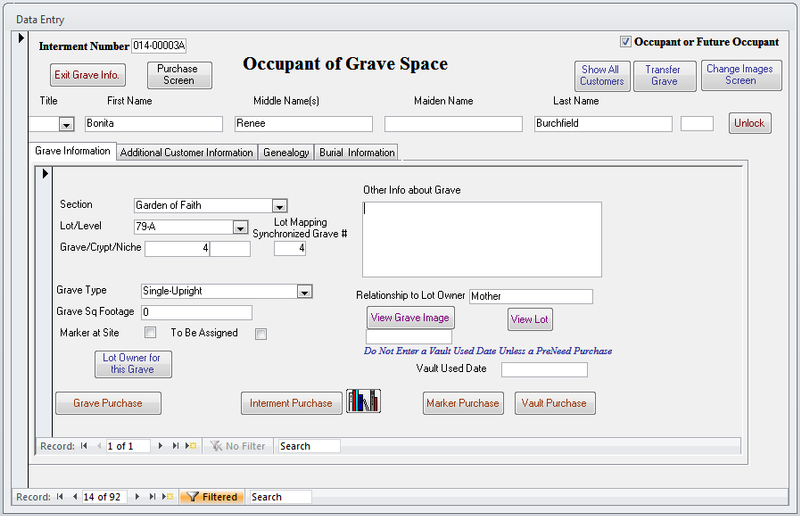 Data Entry
Interment Number 014-00003A
Occupant or Future Occupant
Exit Grave Info.
Purchase Screen
Occupant of Grave Space
Show All Customers
Transfer Grave
Change Images Screen
Title First Name Middle Name(s) Maiden Name Last Name
Bonita Renee Burchfield Unlock
Grave Information Additional Customer Information Genealogy Burial Information
Other Info about Grave
Section Garden of Faith
Lot/Level 79-A
Lot Mapping
Synchronized Grave #
Grave/Crypt/Niche 4 4
Grave Type Single-Upright
Relationship to Lot Owner Mother
Grave Sq Footage 0
View Grave Image View Lot
Marker at Site To Be Assigned
Do Not Enter a Vault Used Date Unless a PreNeed Purchase
Lot Owner for this Grave
Vault Used Date
Grave Purchase Interment Purchase Marker Purchase Vault Purchase
Record: 1 of 1 No Filter Search
Record: 14 of 92 Filtered Search